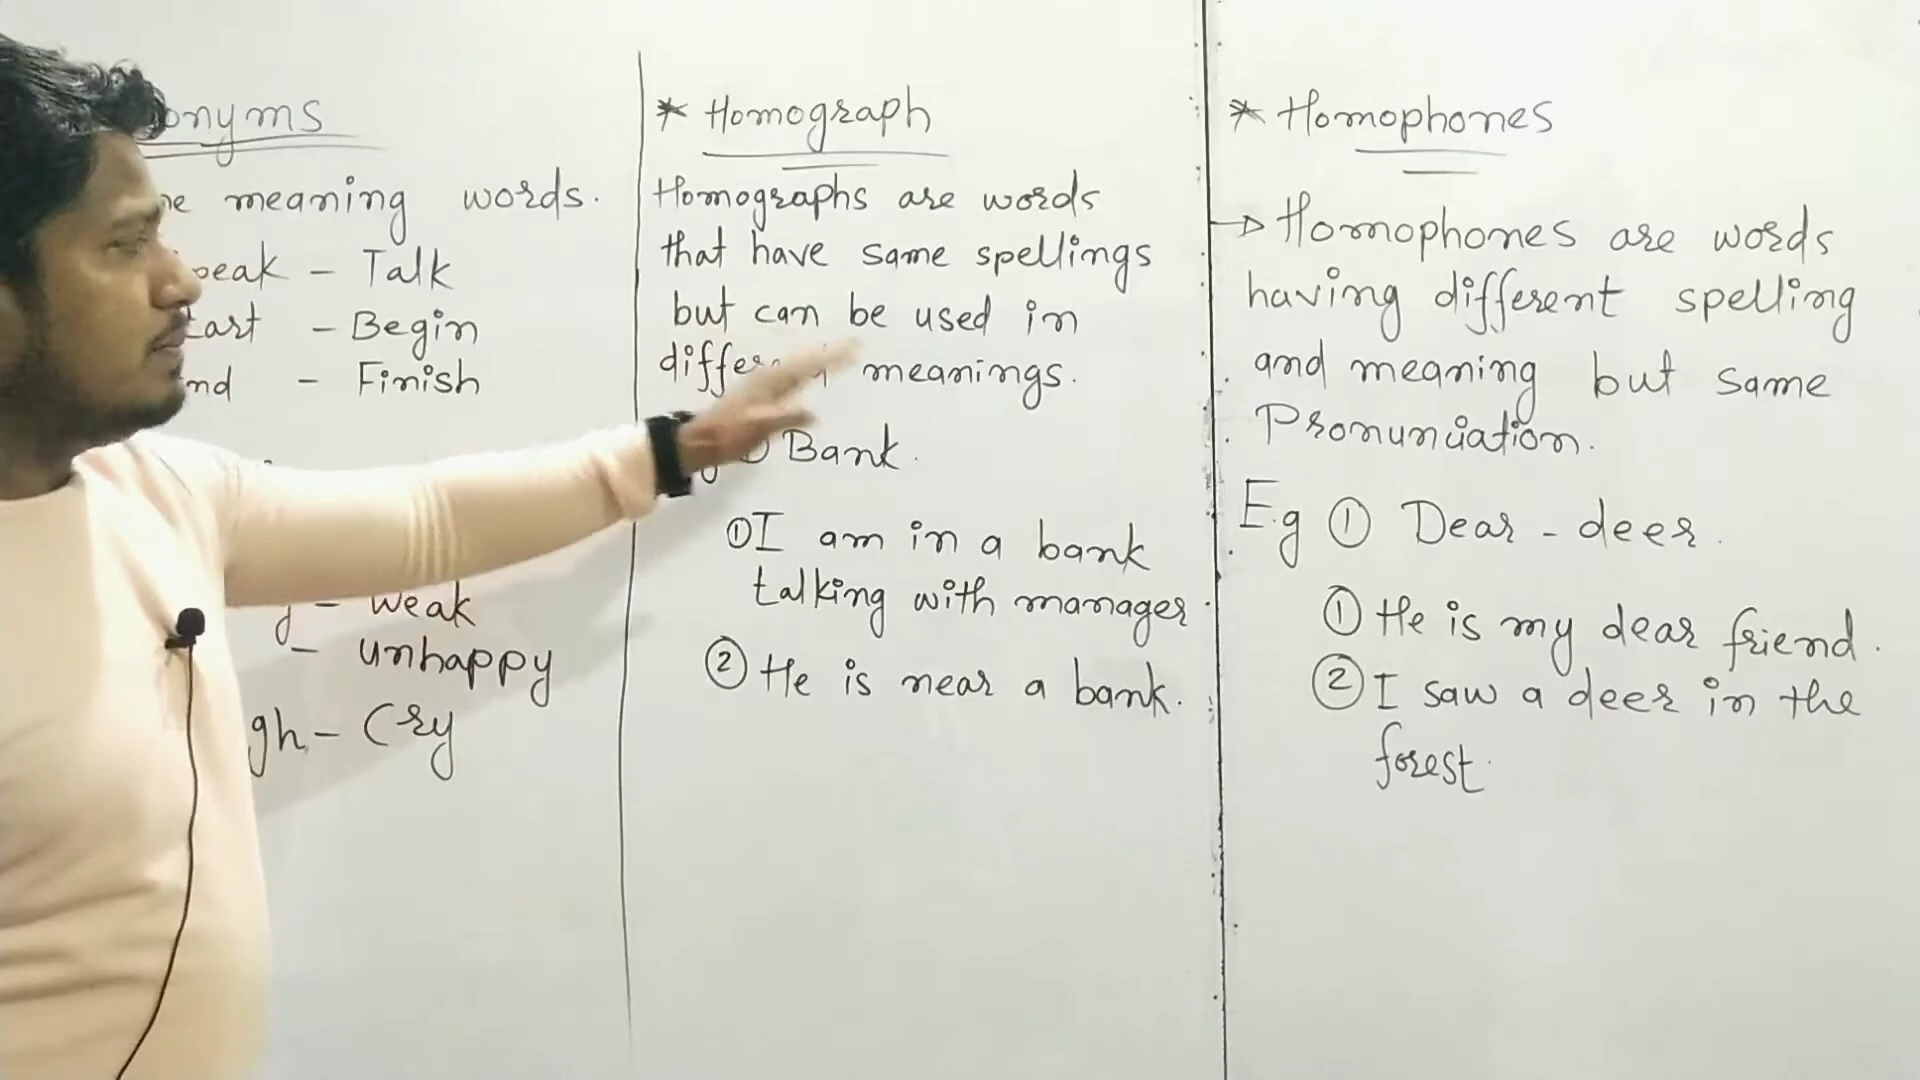 onyms
meaning words.
peak - Talk
tart - Begin
nd - Finish
- weak
- unhappy
gh - Cry
* Homograph
Homographs are words
that have same spellings
but can be used in
meanings.
Bank.
① I am in a bank
talking with manager.
② He is near a bank.
* Homophones
→ Homophones are words
having different spelling
and meaning but same
Pronunciation.
E.g ① Dear - deer.
① He is my dear friend.
② I saw a deer in the
forest.